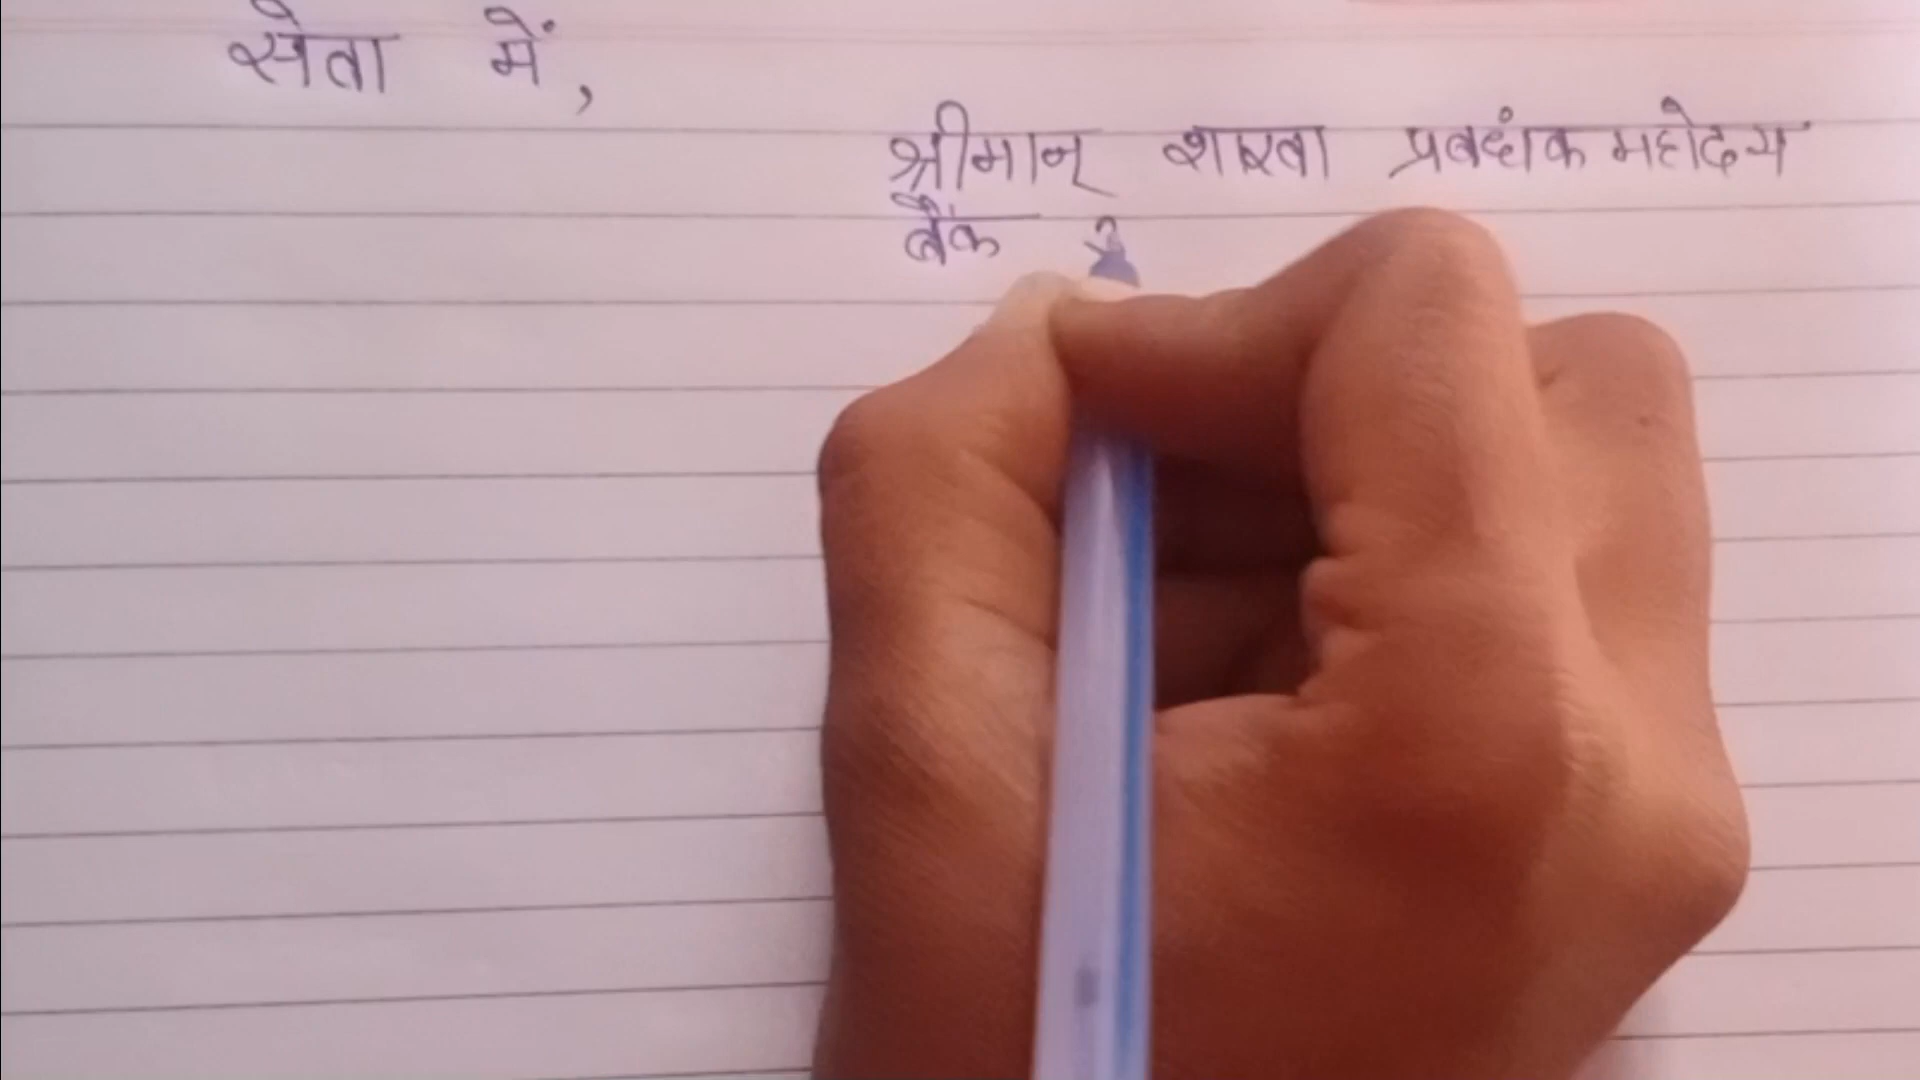 सेवा में,
श्रीमान् शाखा प्रबंधक महोदय
बैंक